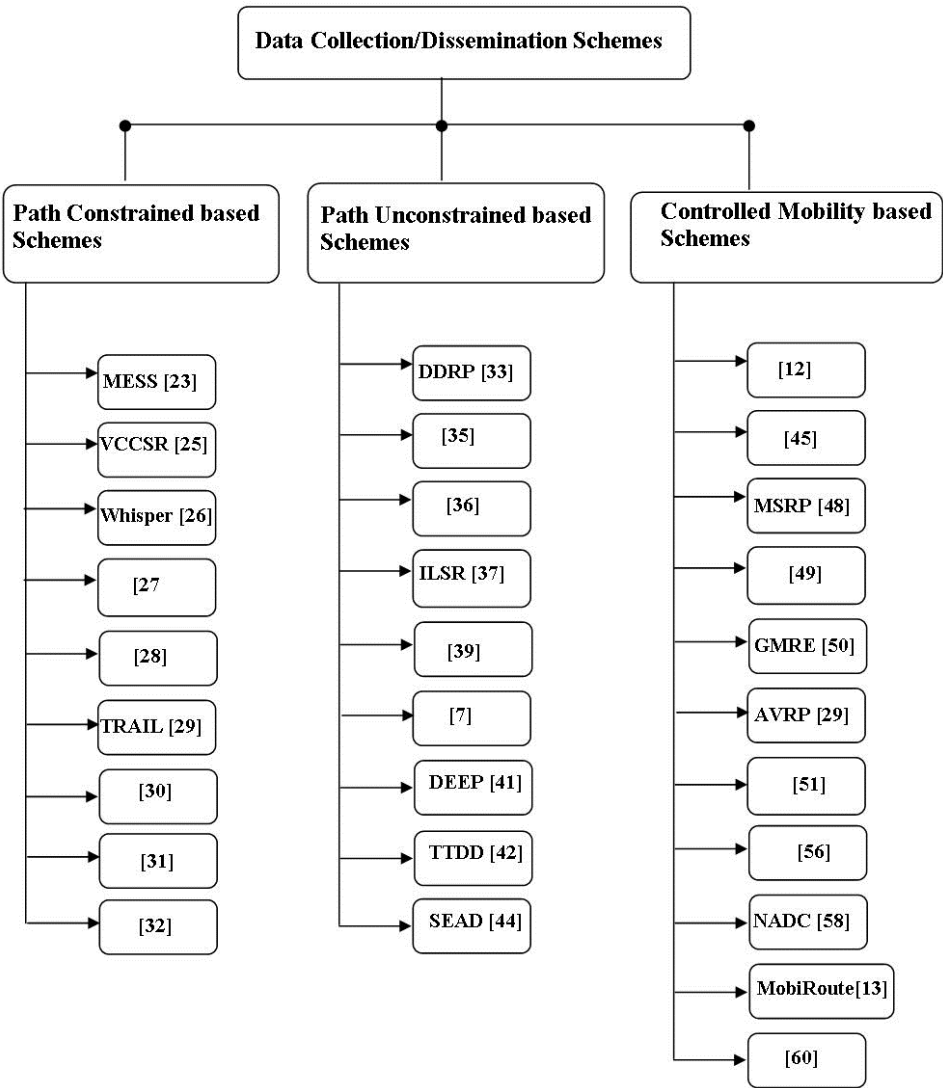 Data Collection/Dissemination Schemes
Path Constrained based
Schemes
MESS [23]
VCCSR [25]
Whisper [26]
[27
[28]
TRAIL [29]
[30]
[31]
[32]
Path Unconstrained based
Schemes
DDRP [33]
[35]
[36]
ILSR [37]
[39]
[7]
DEEP [41]
TTDD [42]
SEAD [44]
Controlled Mobility based
Schemes
[12]
[45]
MSRP [48]
[49]
GMRE [50]
AVRP [29]
[51]
[56]
NADC [58]
MobiRoute[13]
[60]